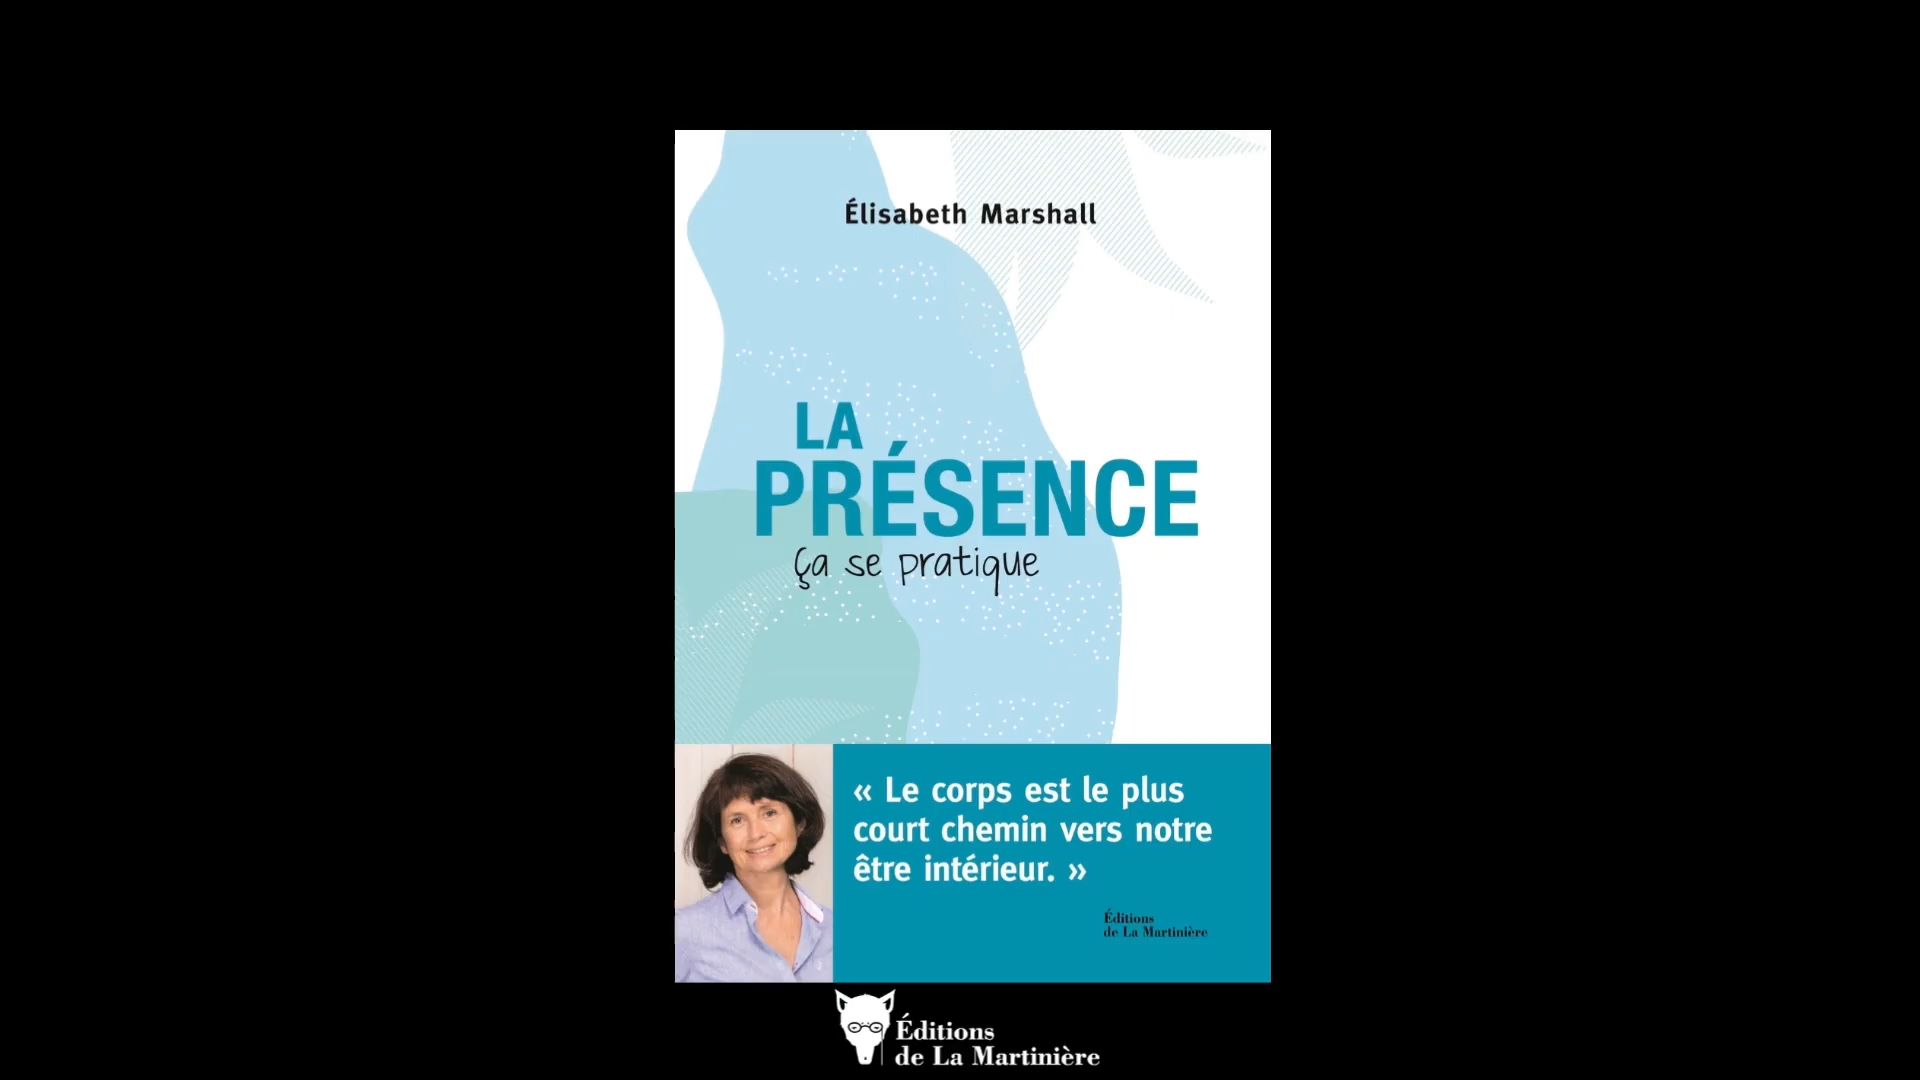 Élisabeth Marshall
LA
PRÉSENCE
Ça se pratique
« Le corps est le plus
court chemin vers notre
être intérieur. »
Éditions
de La Martinière
Éditions
de La Martinière